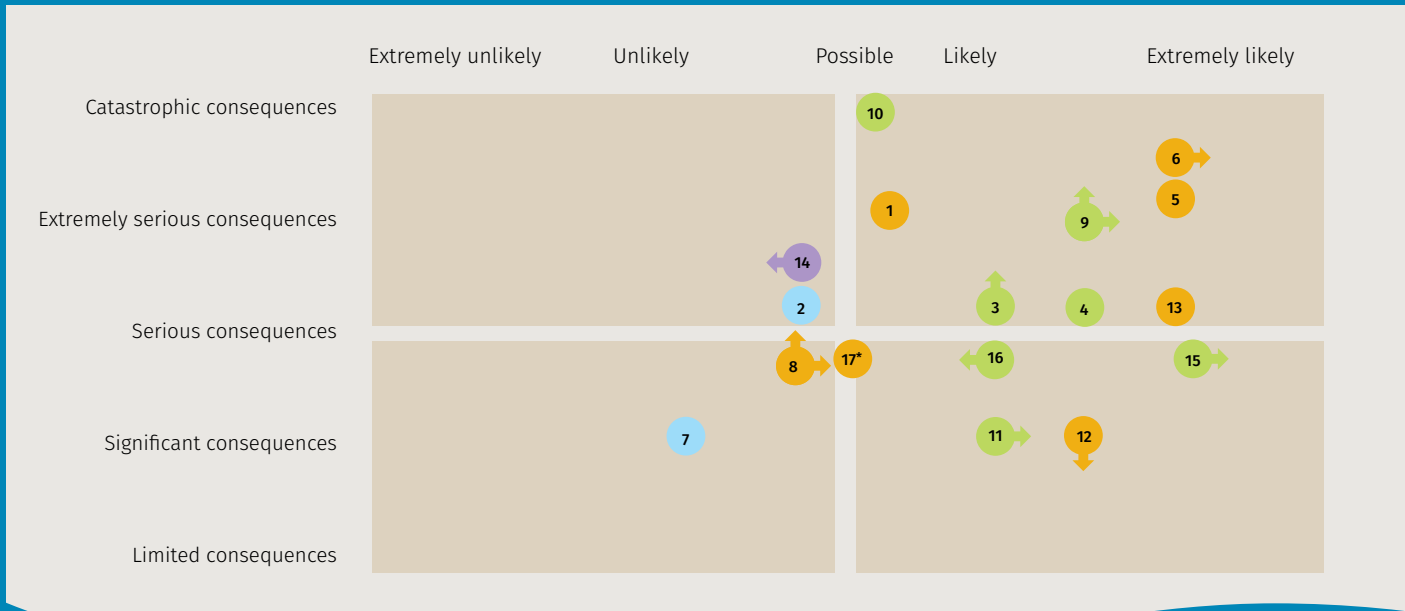 Extremely unlikely Unlikely Possible Likely Extremely likely
Catastrophic consequences
10
6
5
Extremely serious consequences
1
9
14
2
3
4
13
Serious consequences
8
17*
16
15
Significant consequences
7
11
12
Limited consequences